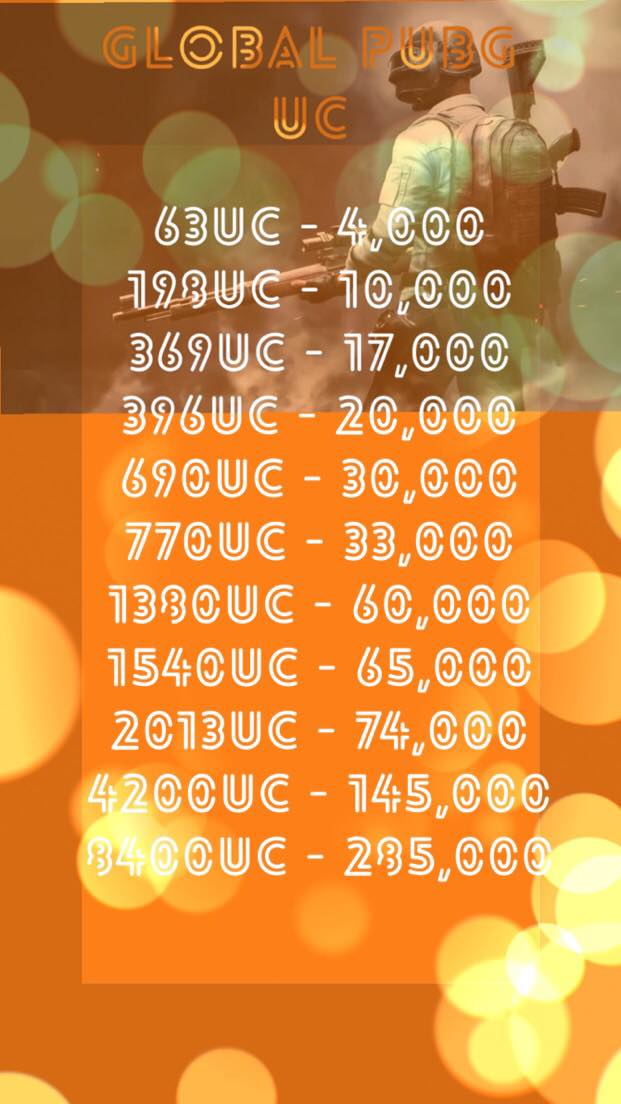 GLOBAL PUBG
UC
63UC - 4,000
198UC - 10,000
369UC - 17,000
396UC - 20,000
690UC - 30,000
770UC - 33,000
1380UC - 60,000
1540UC - 65,000
2013UC - 74,000
4200UC - 145,000
8400UC - 285,000